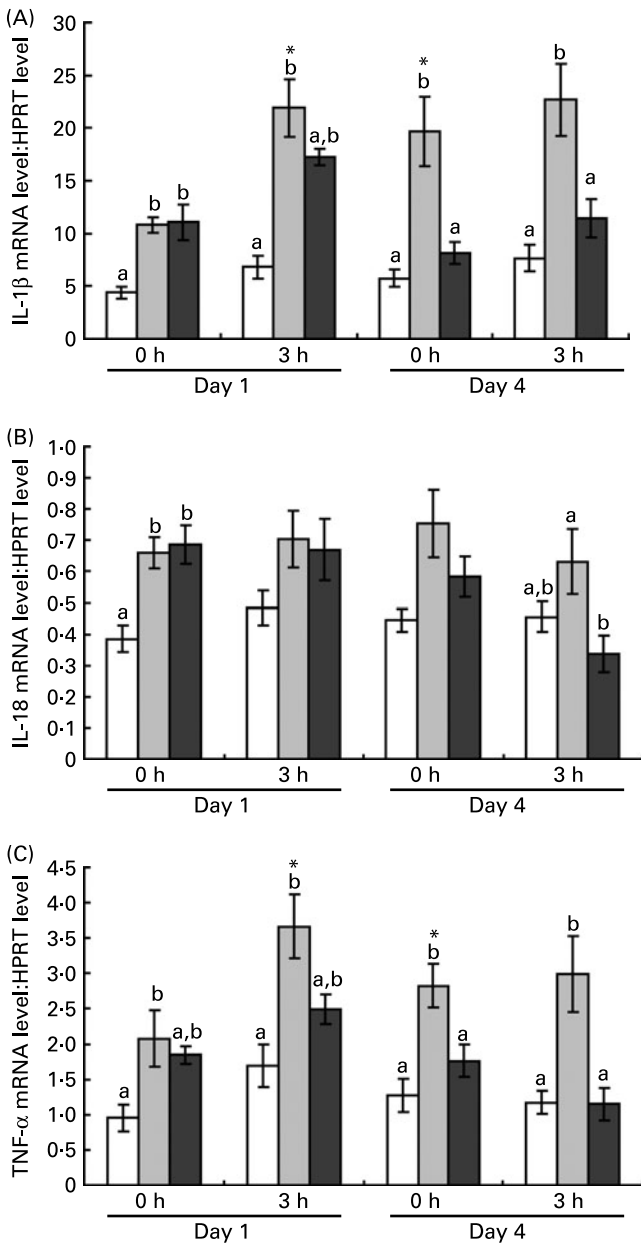 (A)
IL-1β mRNA level:HPRT level
30
25
20
15
10
5
0
a
b
b
a
*
b
a,b
a
*
b
a
a
b
a
0 h
3 h
0 h
3 h
Day 1
Day 4
(B)
IL-18 mRNA level:HPRT level
1·0
0·9
0·8
0·7
0·6
0·5
0·4
0·3
0·2
0·1
0
a
b
b
a,b
a
b
0 h
3 h
0 h
3 h
Day 1
Day 4
(C)
TNF-α mRNA level:HPRT level
4·5
4·0
3·5
3·0
2·5
2·0
1·5
1·0
0·5
0
a
b
a,b
a
*
b
a,b
a
*
b
a
a
b
a
0 h
3 h
0 h
3 h
Day 1
Day 4